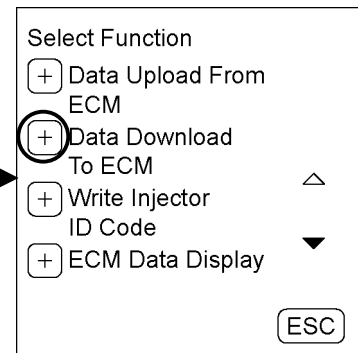 Select Function
+ Data Upload From
ECM
+ Data Download
To ECM
+ Write Injector
ID Code
+ ECM Data Display
ESC